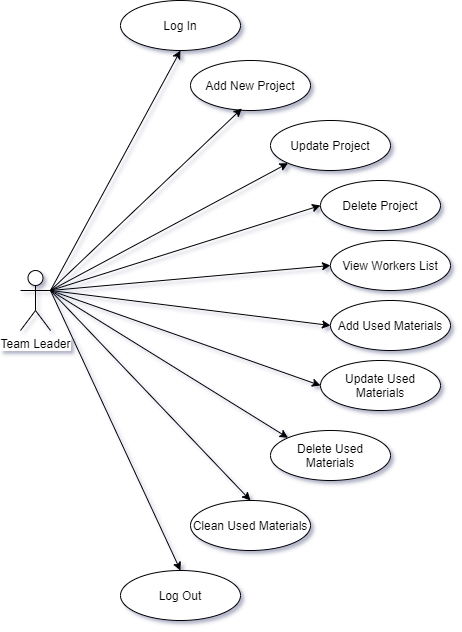 Log In
Add New Project
Update Project
Delete Project
View Workers List
Team Leader
Add Used Materials
Update Used
Materials
Delete Used
Materials
Clean Used Materials
Log Out